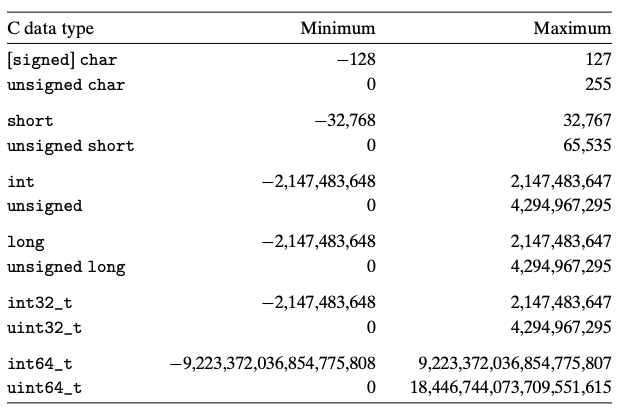 C data type Minimum Maximum
[signed] char −128 127
unsigned char 0 255
short −32,768 32,767
unsigned short 0 65,535
int −2,147,483,648 2,147,483,647
unsigned 0 4,294,967,295
long −2,147,483,648 2,147,483,647
unsigned long 0 4,294,967,295
int32_t −2,147,483,648 2,147,483,647
uint32_t 0 4,294,967,295
int64_t −9,223,372,036,854,775,808 9,223,372,036,854,775,807
uint64_t 0 18,446,744,073,709,551,615